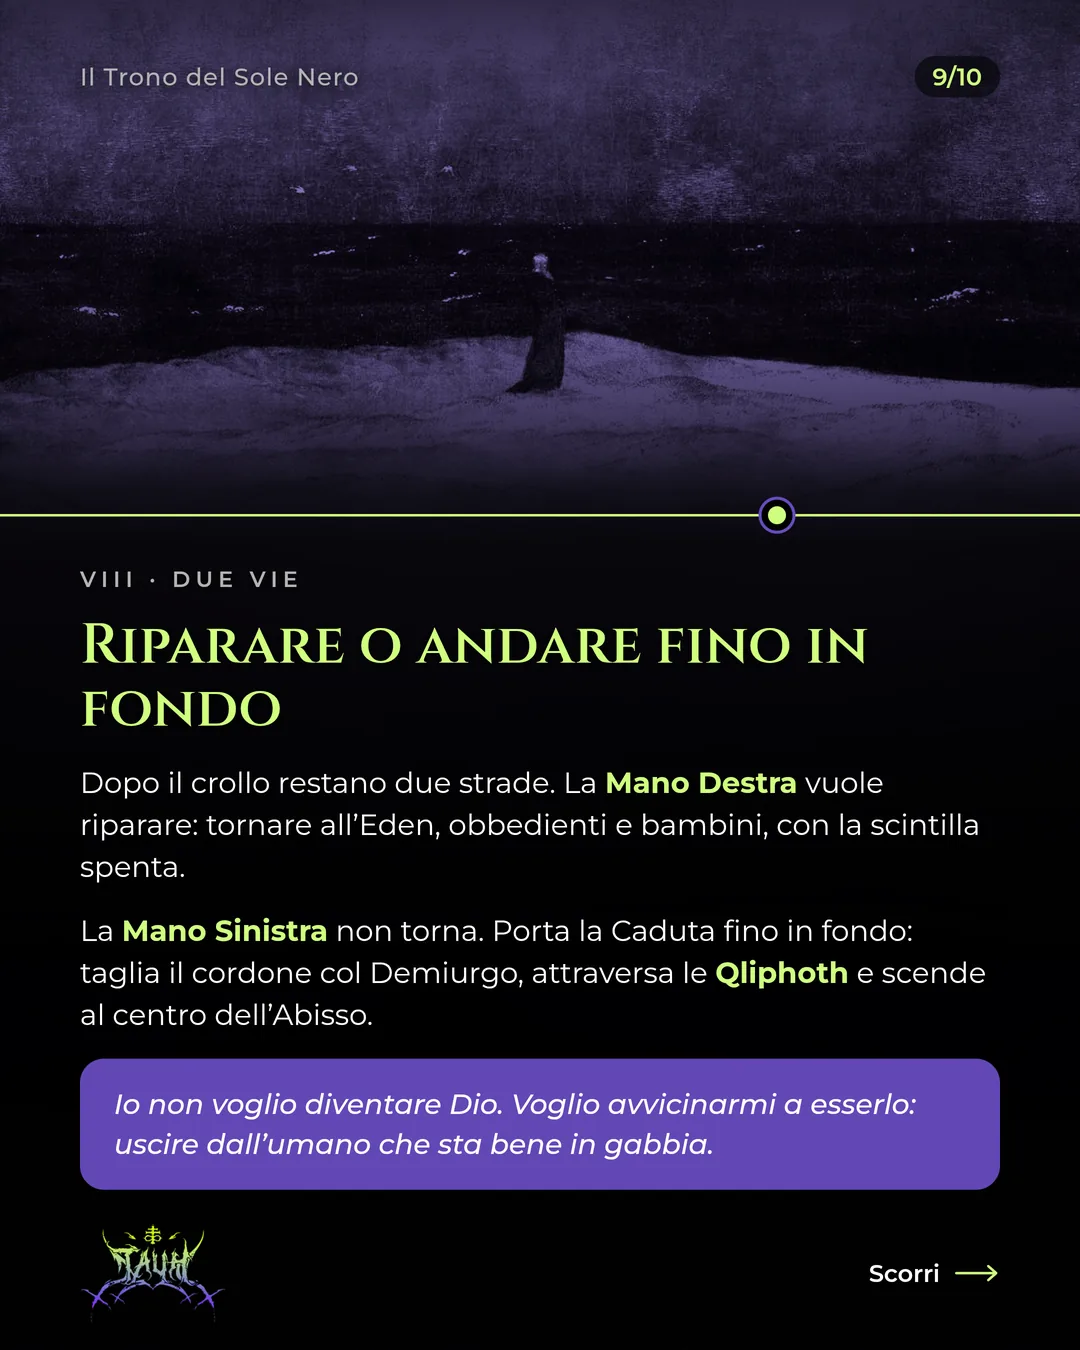 Il Trono del Sole Nero
9/10
VIII · DUE VIE
Riparare o andare fino in
fondo
Dopo il crollo restano due strade. La Mano Destra vuole
riparare: tornare all’Eden, obbedienti e bambini, con la scintilla
spenta.
La Mano Sinistra non torna. Porta la Caduta fino in fondo:
taglia il cordone col Demiurgo, attraversa le Qliphoth e scende
al centro dell’Abisso.
Io non voglio diventare Dio. Voglio avvicinarmi a esserlo:
uscire dall’umano che sta bene in gabbia.
Scorri